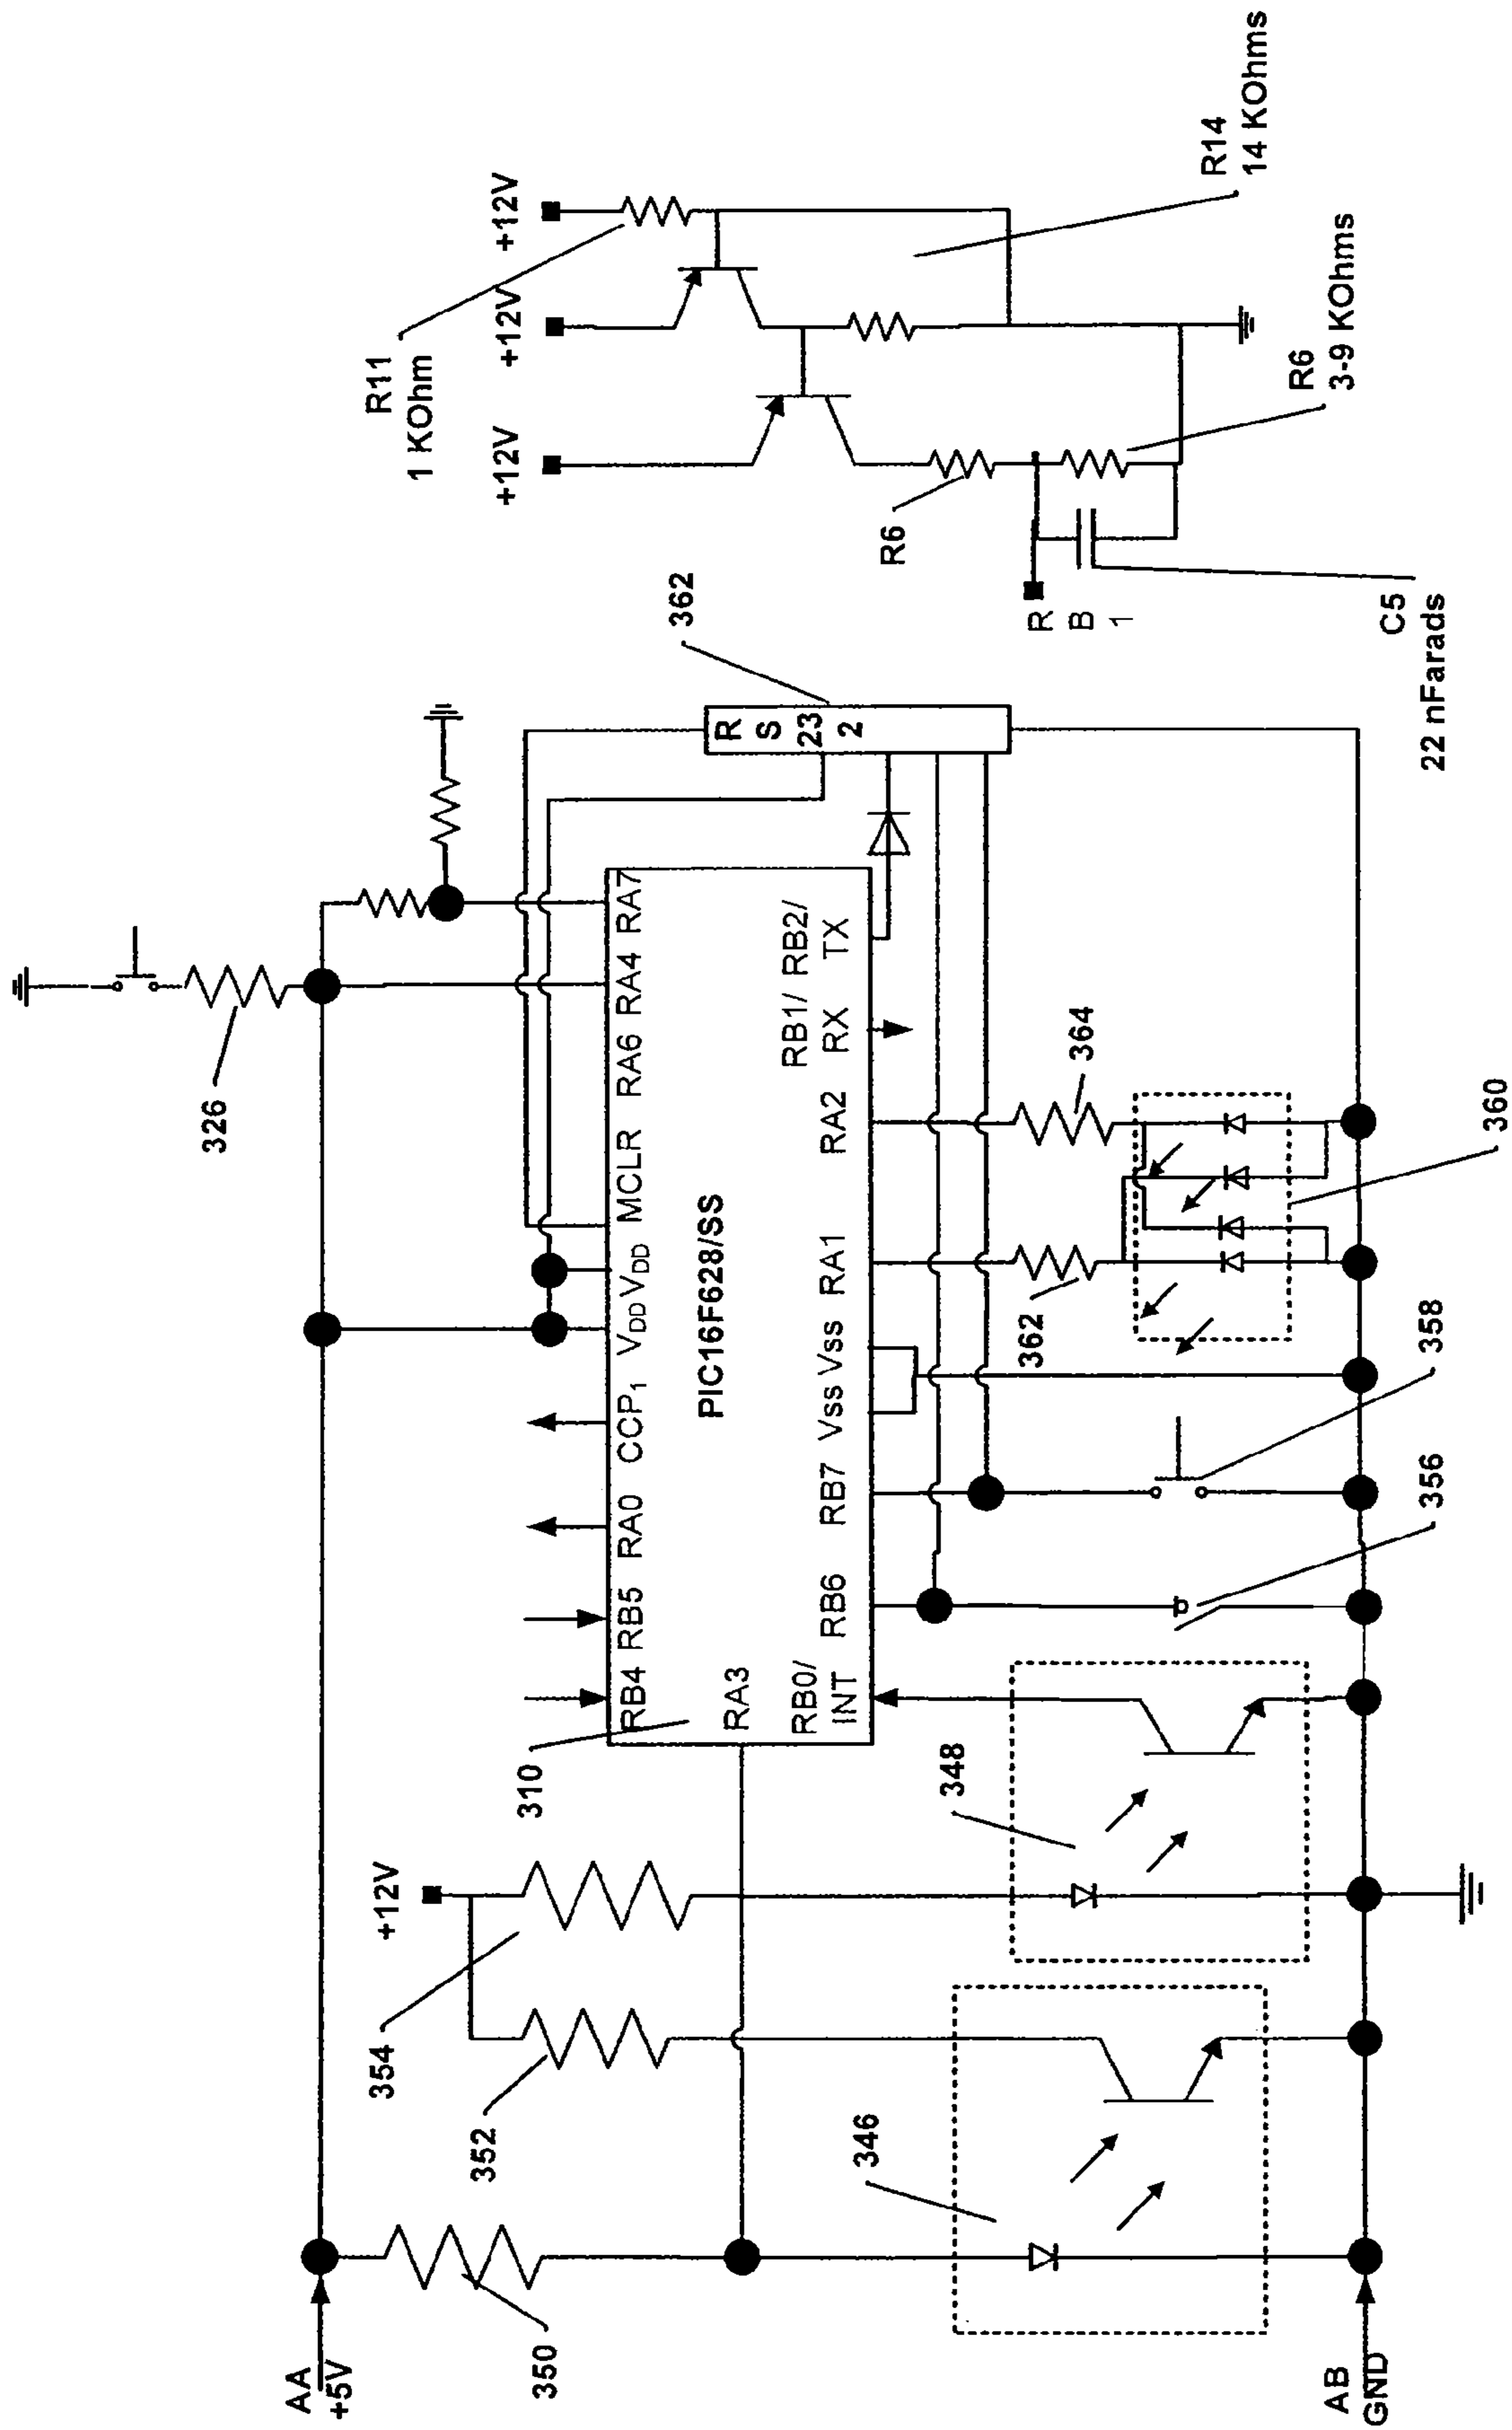 AA
+5V
350
352
354
+12V
346
348
310
326
RB4
RB5
RA0
CCP1
VDD
VDD
MCLR
RA6
RA4
RA7
RA3
PIC16F628/SS
RB0/
INT
RB6
RB7
Vss
Vss
RA1
RA2
RB1/
RX
RB2/
TX
R
S
23
2
362
362
364
360
358
356
AB
GND
+12V
+12V
+12V
R11
1 KOhm
R14
14 KOhms
R6
R6
3-9 KOhms
R
B
1
C5
22 nFarads